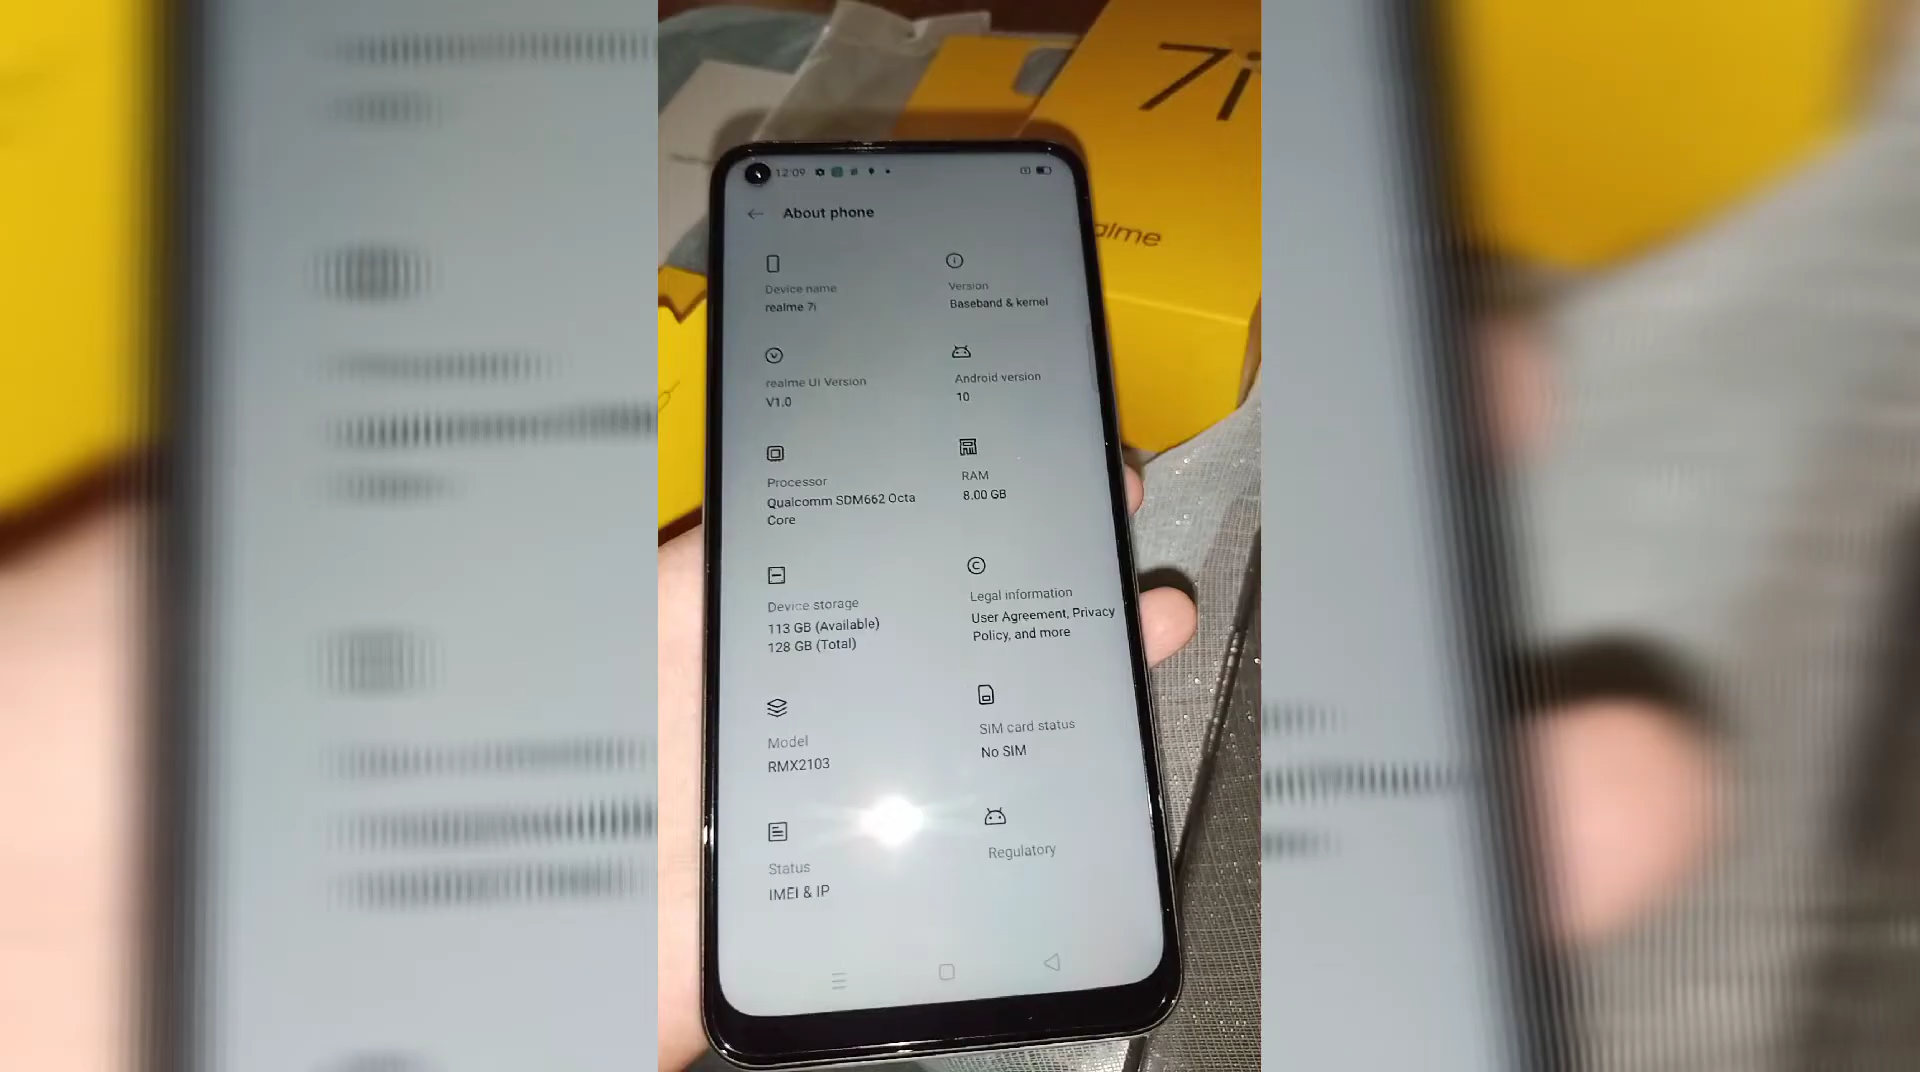 7i
realme
12:09
About phone
Device name
realme 7i
Version
Baseband & kernel
realme UI Version
V1.0
Android version
10
Processor
Qualcomm SDM662 Octa
Core
RAM
8.00 GB
Device storage
113 GB (Available)
128 GB (Total)
Legal information
User Agreement, Privacy
Policy, and more
Model
RMX2103
SIM card status
No SIM
Status
IMEI & IP
Regulatory